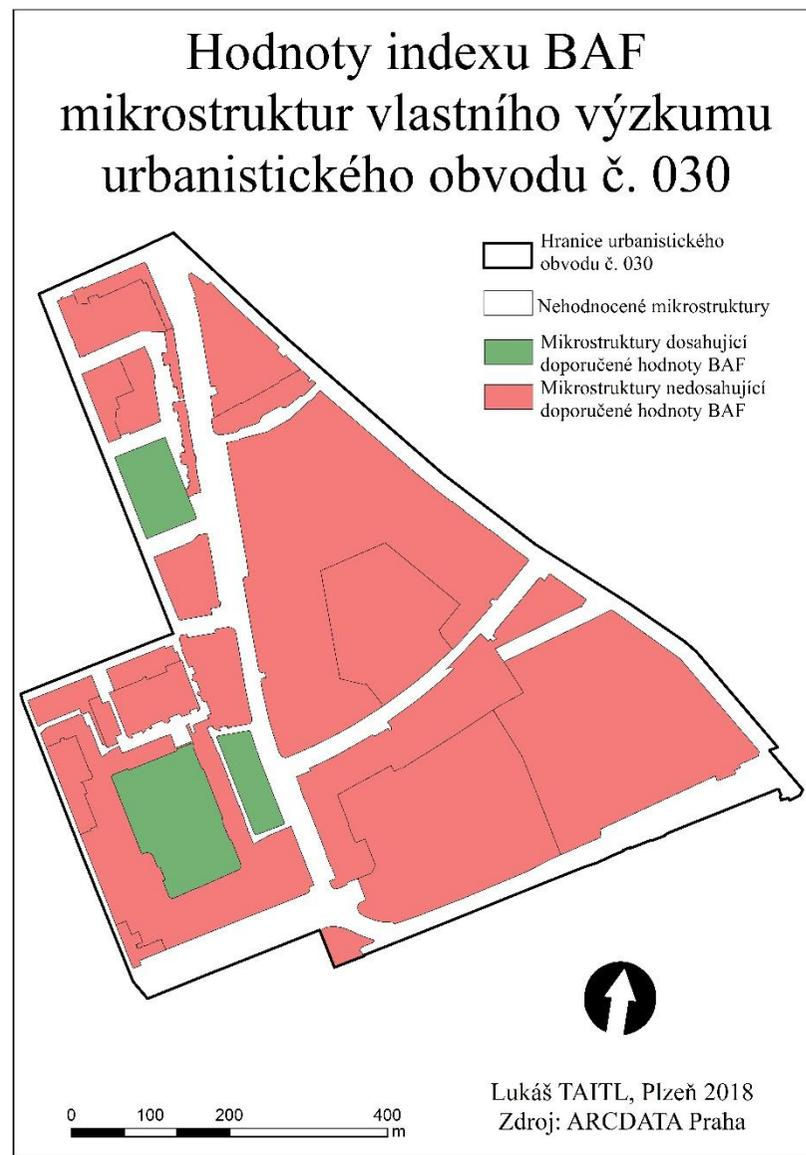 Hodnoty indexu BAF
mikrostruktur vlastního výzkumu
urbanistického obvodu č. 030
Hranice urbanistického
obvodu č. 030
Nehodnocené mikrostruktury
Mikrostruktury dosahující
doporučené hodnoty BAF
Mikrostruktury nedosahující
doporučené hodnoty BAF
0 100 200 400
m
Lukáš TAITL, Plzeň 2018
Zdroj: ARCDATA Praha